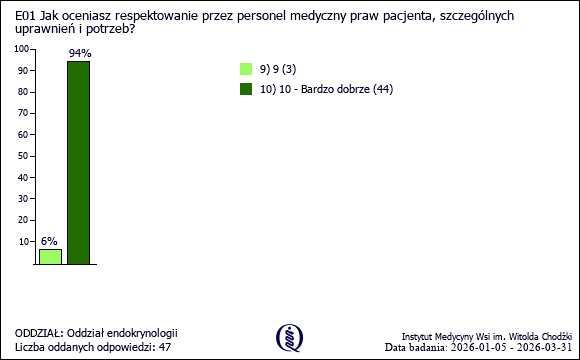 E01 Jak oceniasz respektowanie przez personel medyczny praw pacjenta, szczególnych
uprawnień i potrzeb?
100
90
80
70
60
50
40
30
20
10
94%
6%
9) 9 (3)
10) 10 - Bardzo dobrze (44)
ODDZIAŁ: Oddział endokrynologii
Liczba oddanych odpowiedzi: 47
Instytut Medycyny Wsi im. Witolda Chodźki
Data badania: 2026-01-05 - 2026-03-31